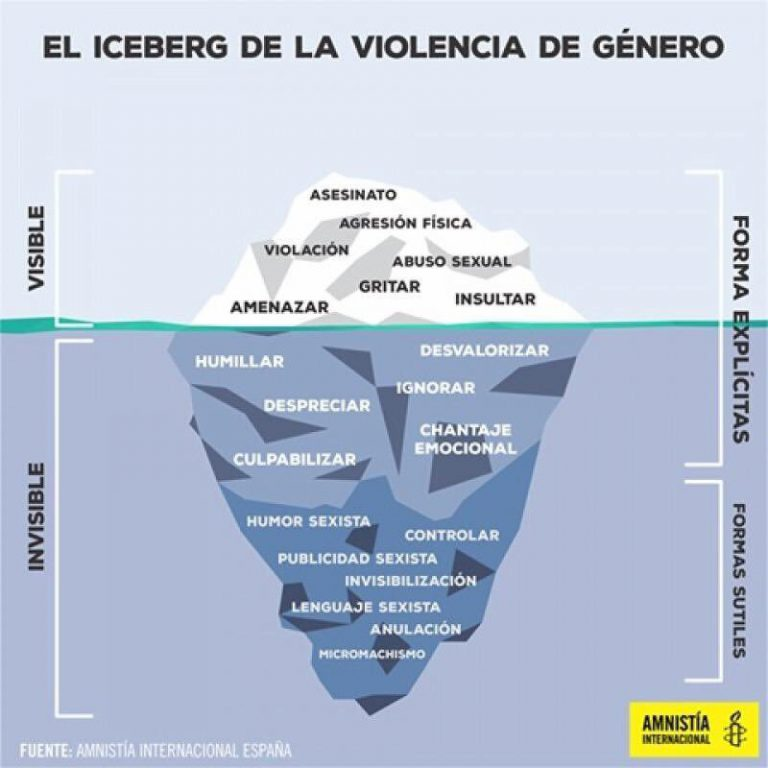 EL ICEBERG DE LA VIOLENCIA DE GÉNERO
VISIBLE
ASESINATO
AGRESIÓN FÍSICA
VIOLACIÓN
ABUSO SEXUAL
GRITAR
AMENAZAR
INSULTAR
FORMA EXPLÍCITAS
INVISIBLE
HUMILLAR
DESVALORIZAR
IGNORAR
DESPRECIAR
CHANTAJE
EMOCIONAL
CULPABILIZAR
HUMOR SEXISTA
CONTROLAR
PUBLICIDAD SEXISTA
INVISIBILIZACIÓN
LENGUAJE SEXISTA
ANULACIÓN
MICROMACHISMO
FORMAS SUTILES
AMNISTÍA
INTERNACIONAL
FUENTE: AMNISTÍA INTERNACIONAL ESPAÑA